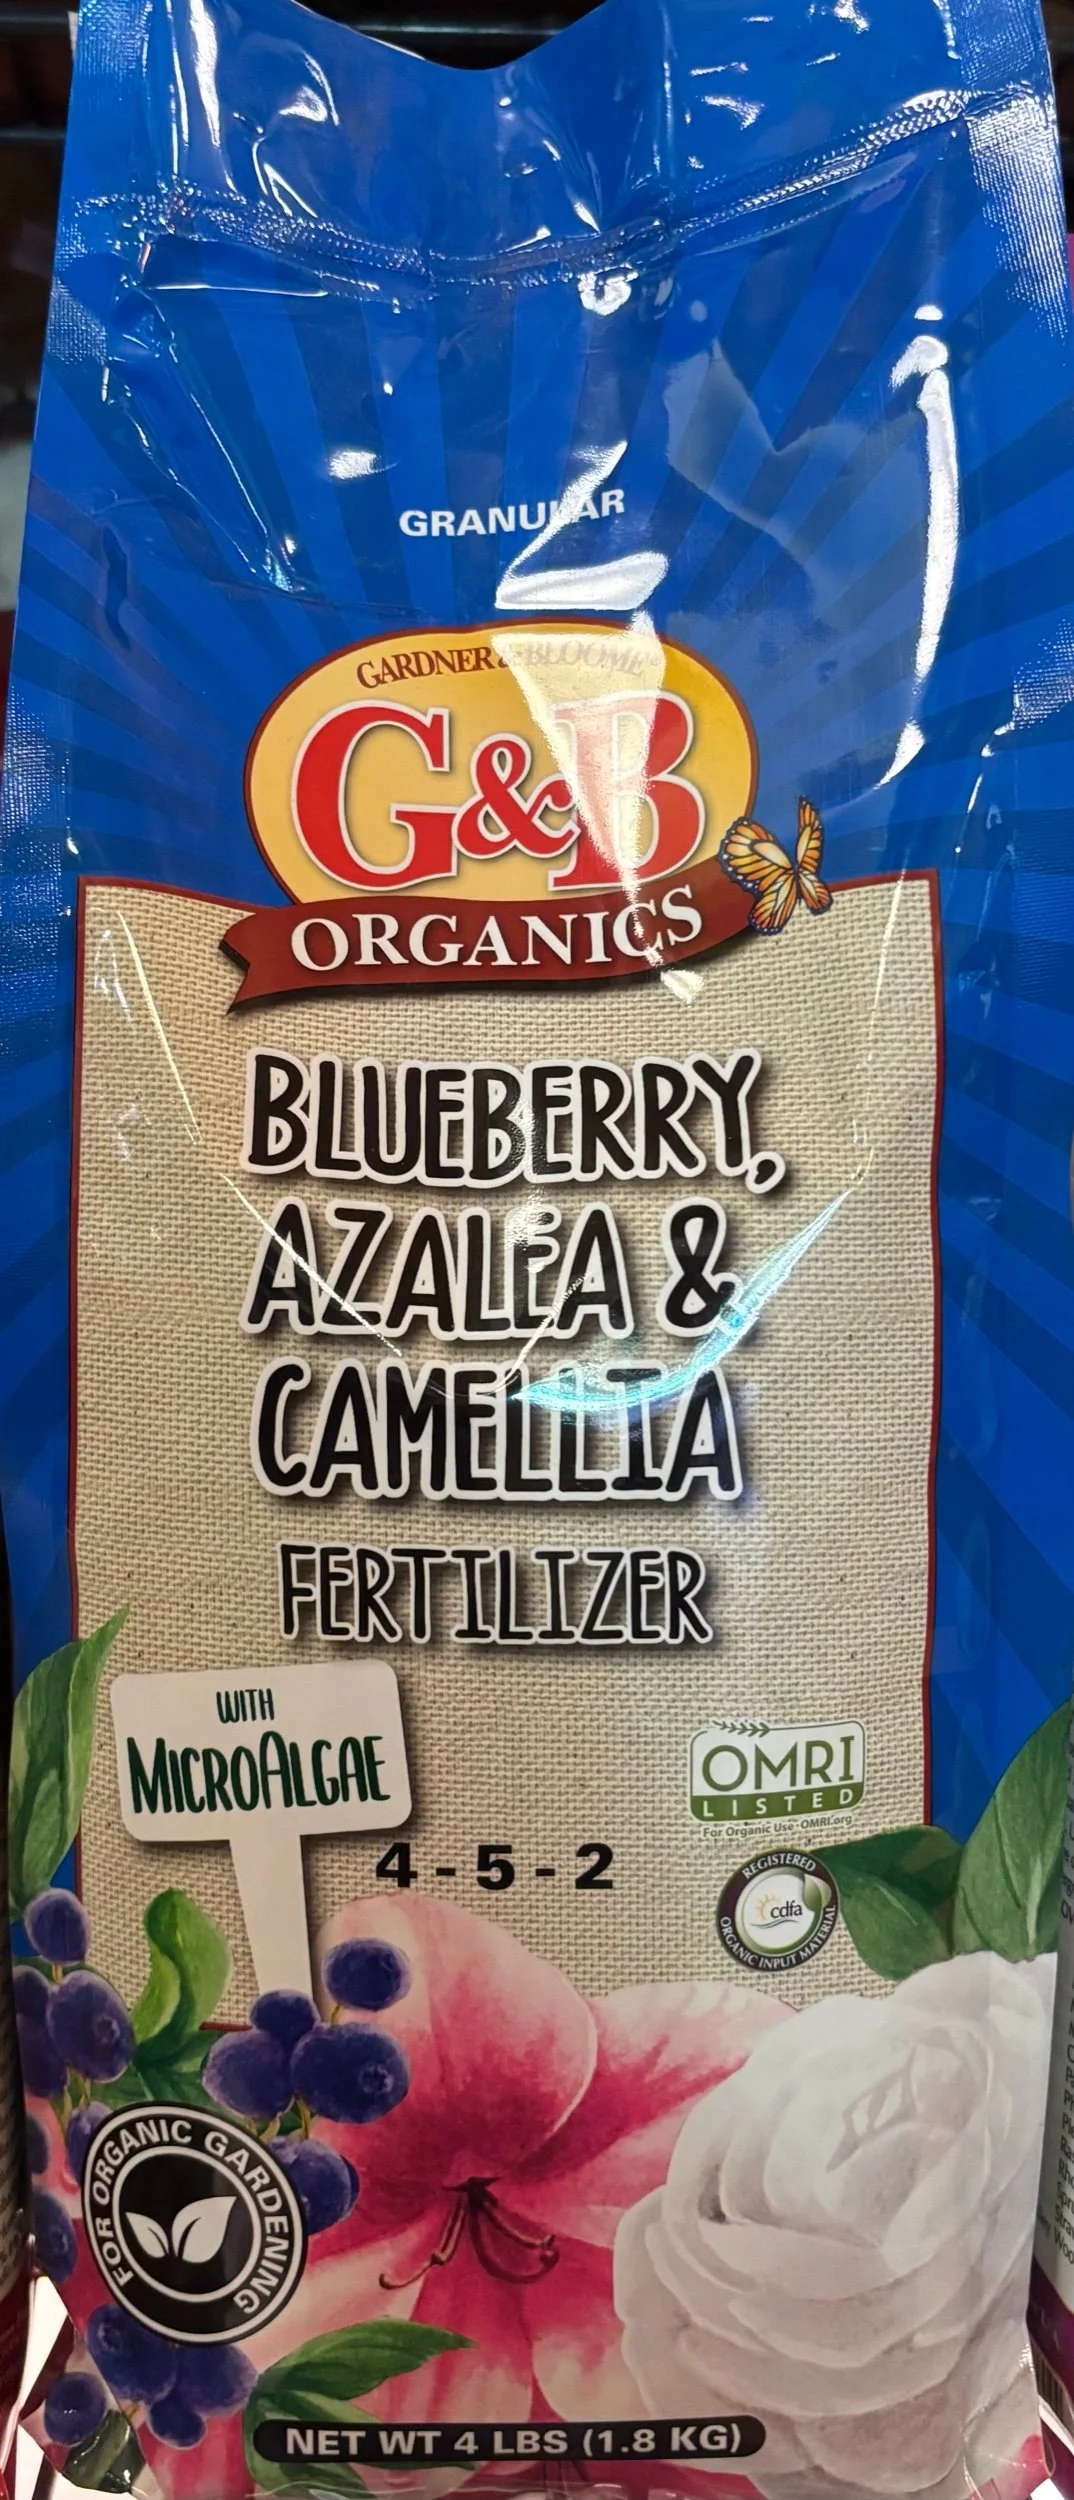 GRANULAR
GARDNER & BLOOME®
G&B
ORGANICS
BLUEBERRY,
AZALEA &
CAMELLIA
FERTILIZER
WITH
MICROALGAE
OMRI
LISTED
For Organic Use · OMRI.org
4 - 5 - 2
REGISTERED
cdfa
ORGANIC INPUT MATERIAL
FOR ORGANIC GARDENING
NET WT 4 LBS (1.8 KG)